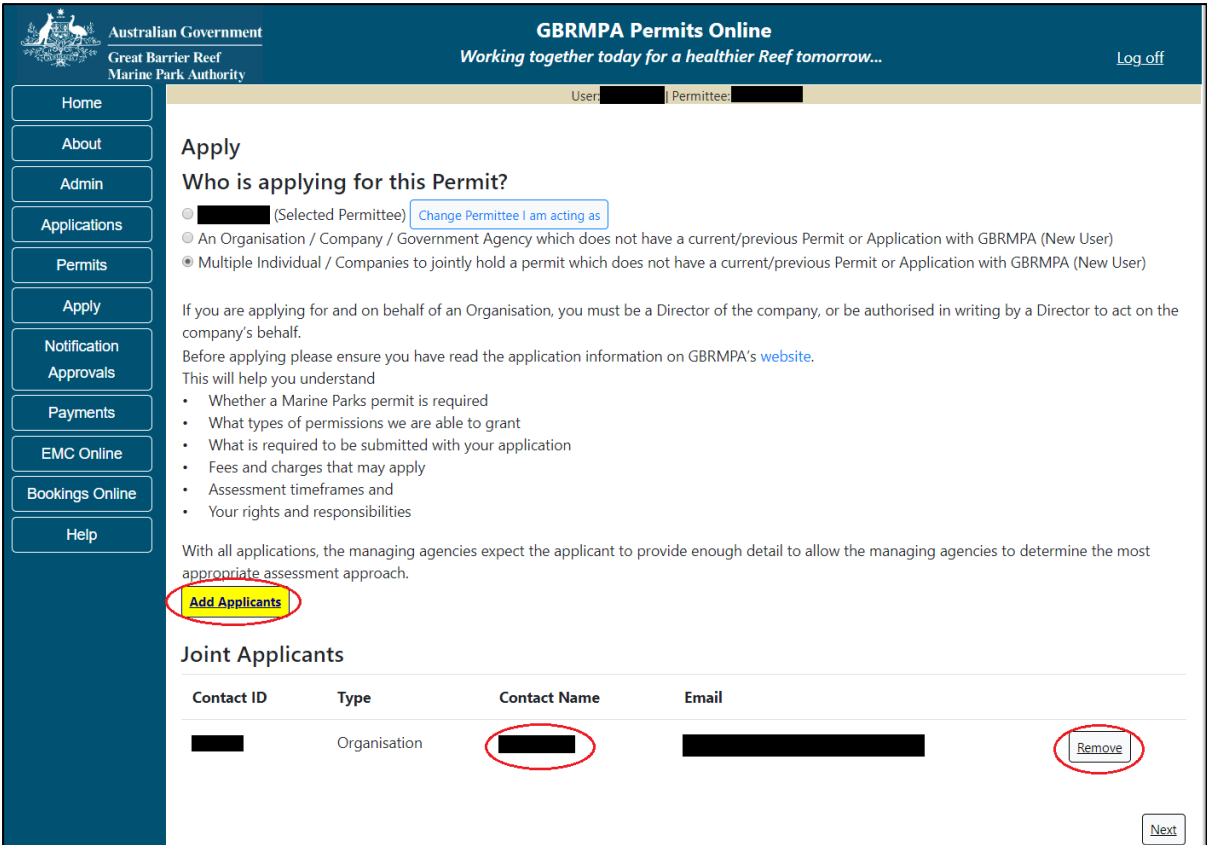 Australian Government
Great Barrier Reef
Marine Park Authority
GBRMPA Permits Online
Working together today for a healthier Reef tomorrow...
Log off
User: | Permittee:
Home
About
Admin
Applications
Permits
Apply
Notification
Approvals
Payments
EMC Online
Bookings Online
Help
Apply
Who is applying for this Permit?
(Selected Permittee) Change Permittee I am acting as
An Organisation / Company / Government Agency which does not have a current/previous Permit or Application with GBRMPA (New User)
Multiple Individual / Companies to jointly hold a permit which does not have a current/previous Permit or Application with GBRMPA (New User)
If you are applying for and on behalf of an Organisation, you must be a Director of the company, or be authorised in writing by a Director to act on the
company's behalf.
Before applying please ensure you have read the application information on GBRMPA's website.
This will help you understand
• Whether a Marine Parks permit is required
• What types of permissions we are able to grant
• What is required to be submitted with your application
• Fees and charges that may apply
• Assessment timeframes and
• Your rights and responsibilities
With all applications, the managing agencies expect the applicant to provide enough detail to allow the managing agencies to determine the most
appropriate assessment approach.
Add Applicants
Joint Applicants
Contact ID Type Contact Name Email
Organisation Remove
Next